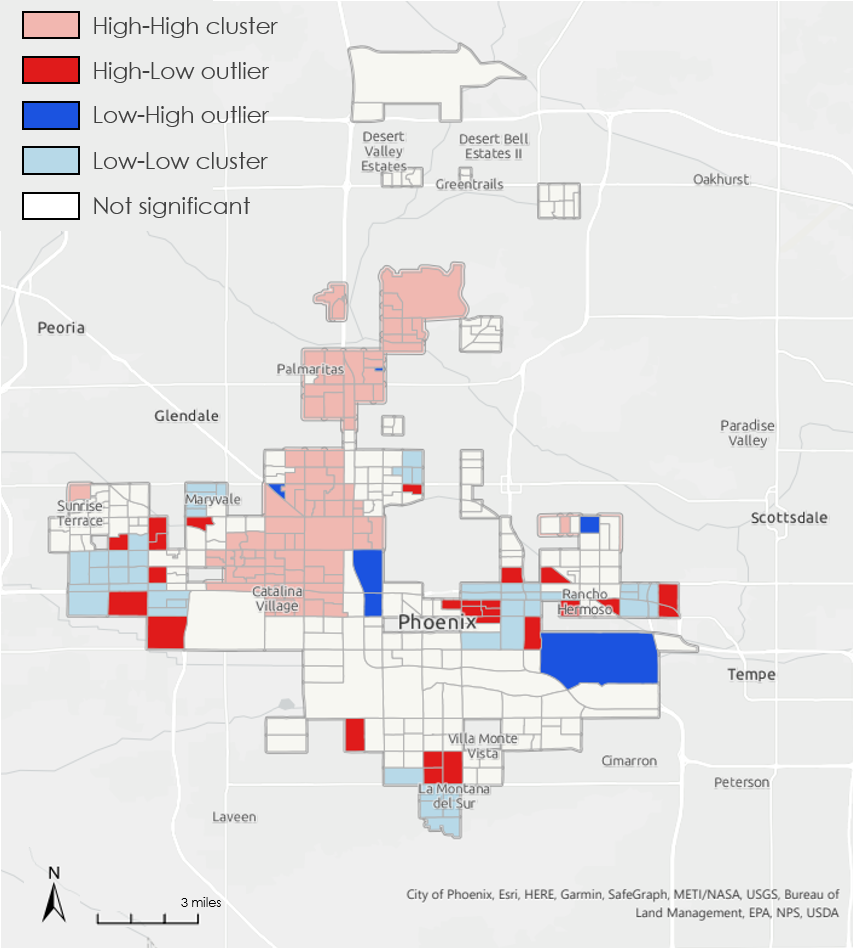 High-High cluster
High-Low outlier
Low-High outlier
Low-Low cluster
Not significant
Desert
Valley
Estates
Desert Bell
Estates II
Greentrails
Oakhurst
Peoria
Palmaritas
Glendale
Paradise
Valley
Sunrise
Terrace
Maryvale
Scottsdale
Catalina
Village
Rancho
Hermoso
Phoenix
Tempe
Villa Monte
Vista
Cimarron
Peterson
La Montana
del Sur
Laveen
N
3 miles
City of Phoenix, Esri, HERE, Garmin, SafeGraph, METI/NASA, USGS, Bureau of
Land Management, EPA, NPS, USDA